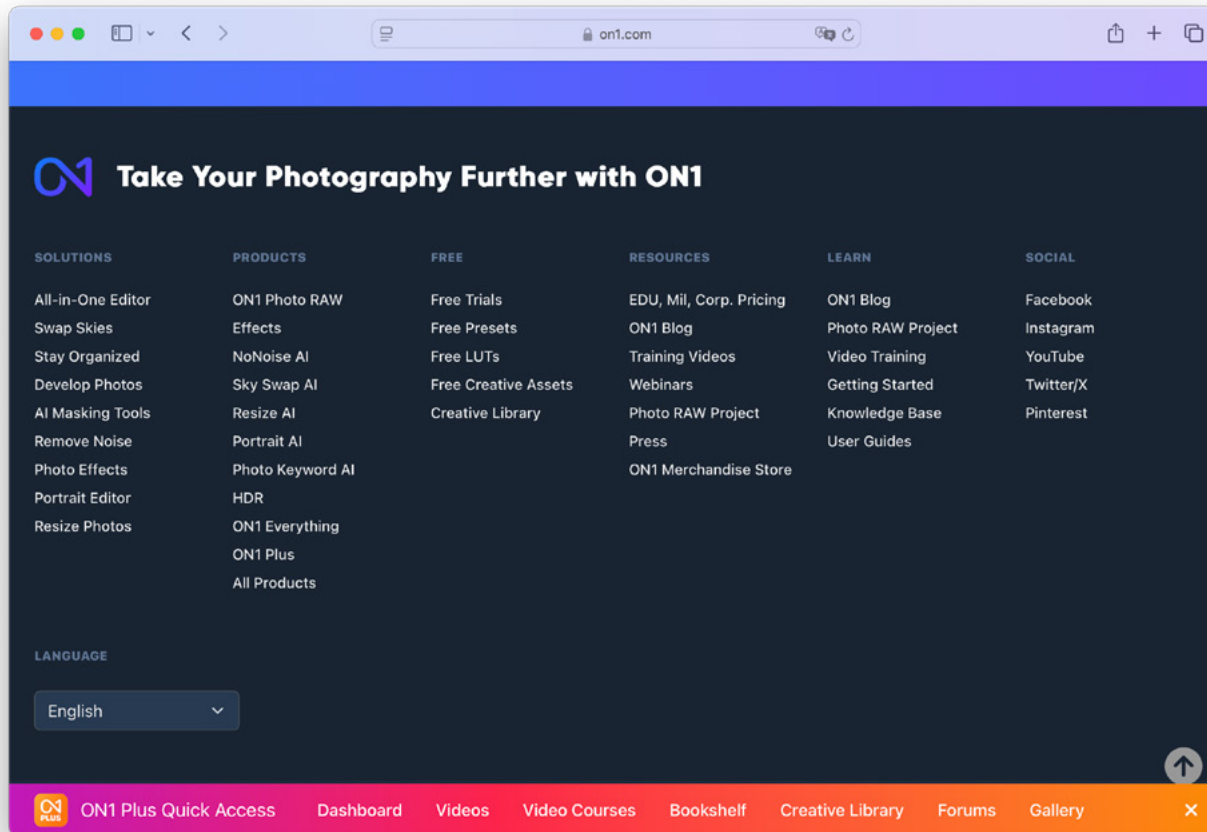 on1.com
ON1 Take Your Photography Further with ON1
SOLUTIONS
All-in-One Editor
Swap Skies
Stay Organized
Develop Photos
AI Masking Tools
Remove Noise
Photo Effects
Portrait Editor
Resize Photos
PRODUCTS
ON1 Photo RAW
Effects
NoNoise AI
Sky Swap AI
Resize AI
Portrait AI
Photo Keyword AI
HDR
ON1 Everything
ON1 Plus
All Products
FREE
Free Trials
Free Presets
Free LUTs
Free Creative Assets
Creative Library
RESOURCES
EDU, Mil, Corp. Pricing
ON1 Blog
Training Videos
Webinars
Photo RAW Project
Press
ON1 Merchandise Store
LEARN
ON1 Blog
Photo RAW Project
Video Training
Getting Started
Knowledge Base
User Guides
SOCIAL
Facebook
Instagram
YouTube
Twitter/X
Pinterest
LANGUAGE
English
ON1 PLUS ON1 Plus Quick Access Dashboard Videos Video Courses Bookshelf Creative Library Forums Gallery